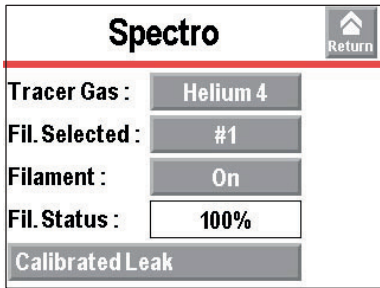 Spectro
Return
Tracer Gas : Helium 4
Fil. Selected : #1
Filament : On
Fil. Status : 100%
Calibrated Leak